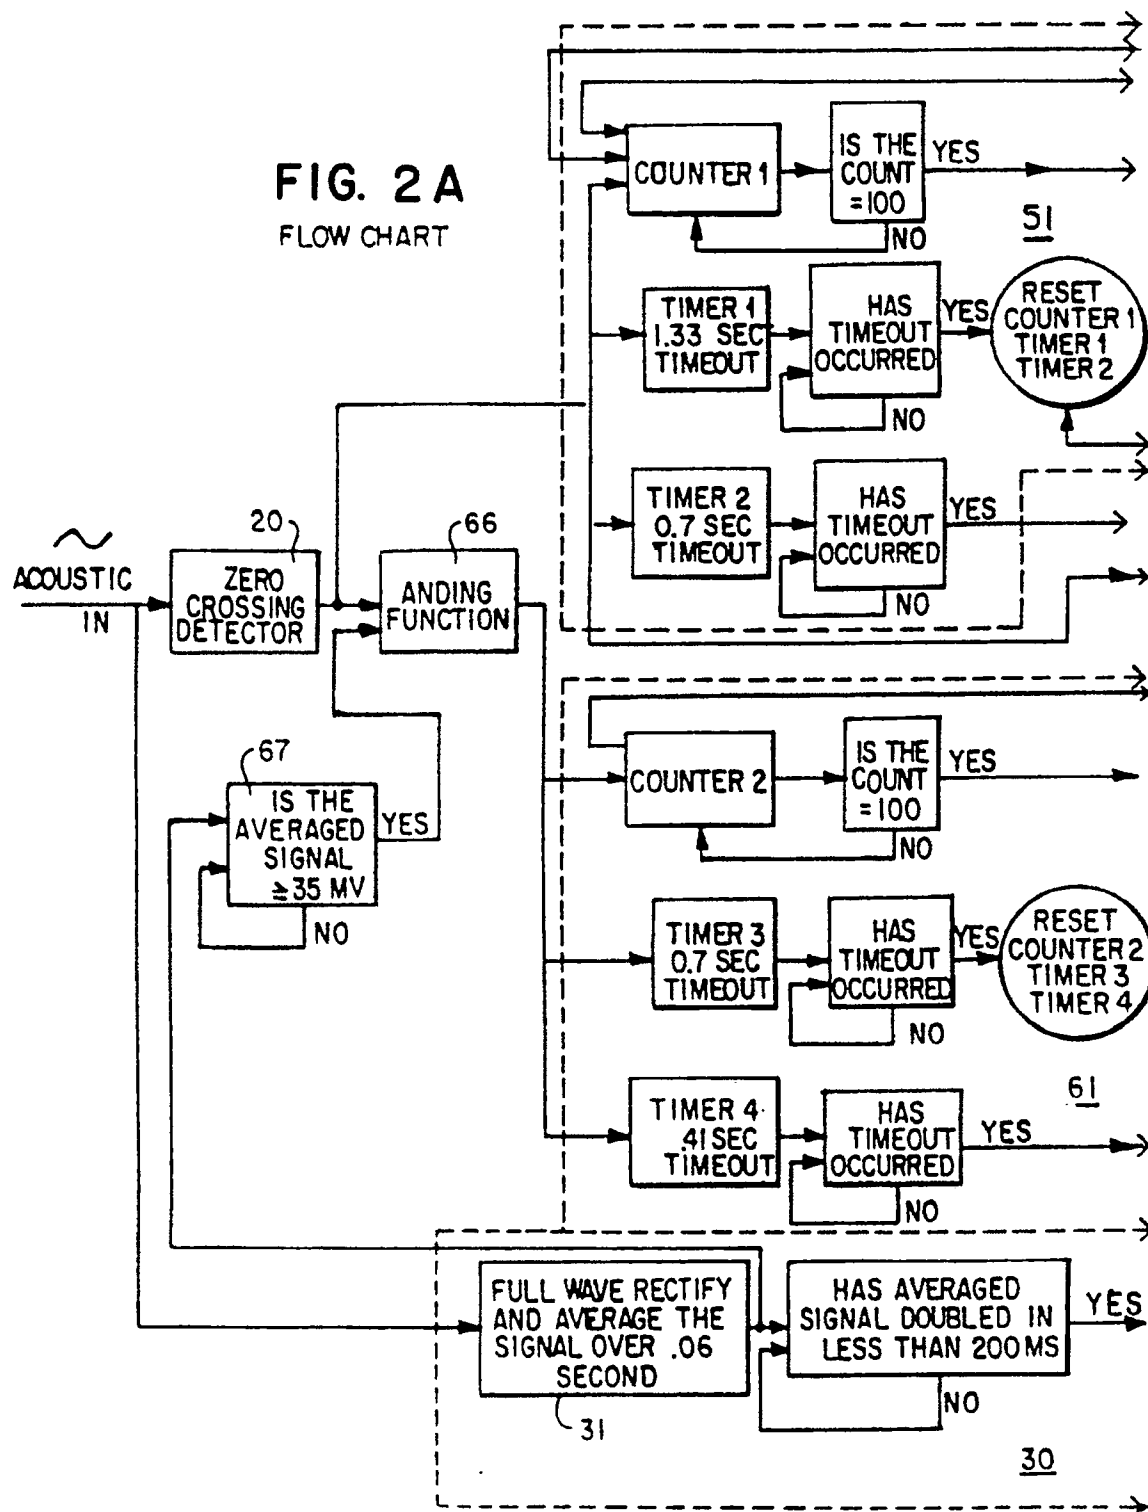 FIG. 2A
FLOW CHART
COUNTER 1
IS THE
COUNT
=100
YES
NO
51
TIMER 1
1.33 SEC
TIMEOUT
HAS
TIMEOUT
OCCURRED
YES
NO
RESET
COUNTER 1
TIMER 1
TIMER 2
TIMER 2
0.7 SEC
TIMEOUT
HAS
TIMEOUT
OCCURRED
YES
NO
ACOUSTIC
IN
20
ZERO
CROSSING
DETECTOR
66
ANDING
FUNCTION
67
IS THE
AVERAGED
SIGNAL
≥35 MV
YES
NO
COUNTER 2
IS THE
COUNT
=100
YES
NO
TIMER 3
0.7 SEC
TIMEOUT
HAS
TIMEOUT
OCCURRED
YES
NO
RESET
COUNTER 2
TIMER 3
TIMER 4
61
TIMER 4
.41 SEC
TIMEOUT
HAS
TIMEOUT
OCCURRED
YES
NO
FULL WAVE RECTIFY
AND AVERAGE THE
SIGNAL OVER .06
SECOND
31
HAS AVERAGED
SIGNAL DOUBLED IN
LESS THAN 200 MS
YES
NO
30